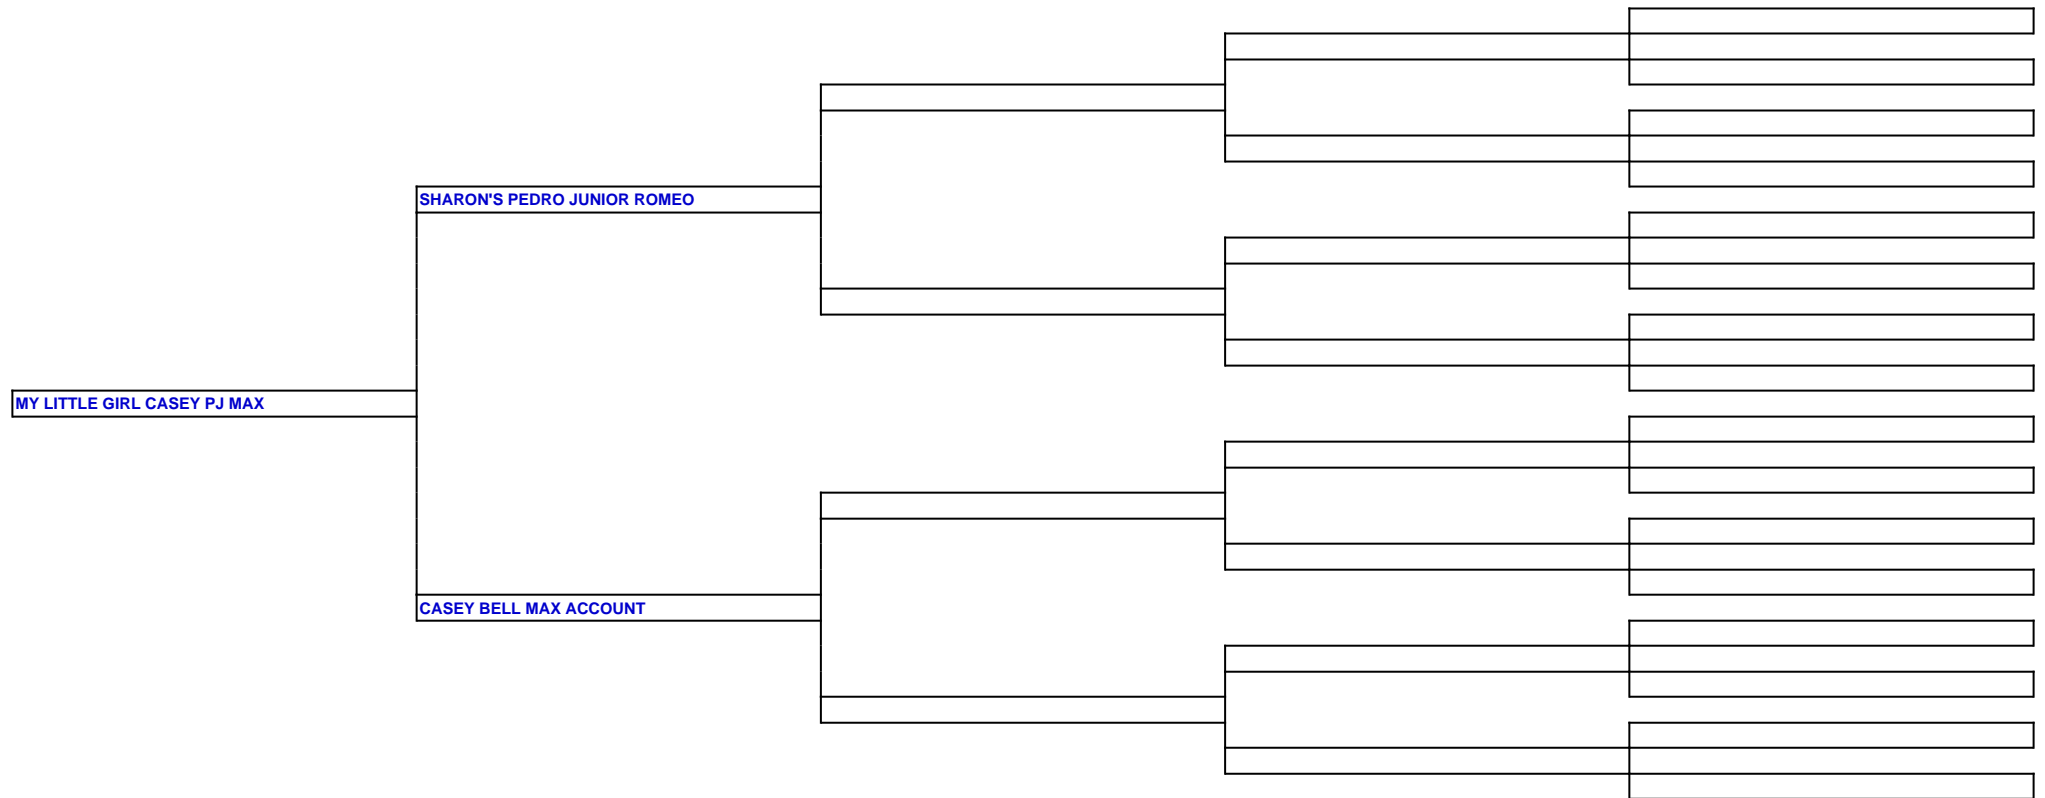 SHARON'S PEDRO JUNIOR ROMEO
MY LITTLE GIRL CASEY PJ MAX
CASEY BELL MAX ACCOUNT